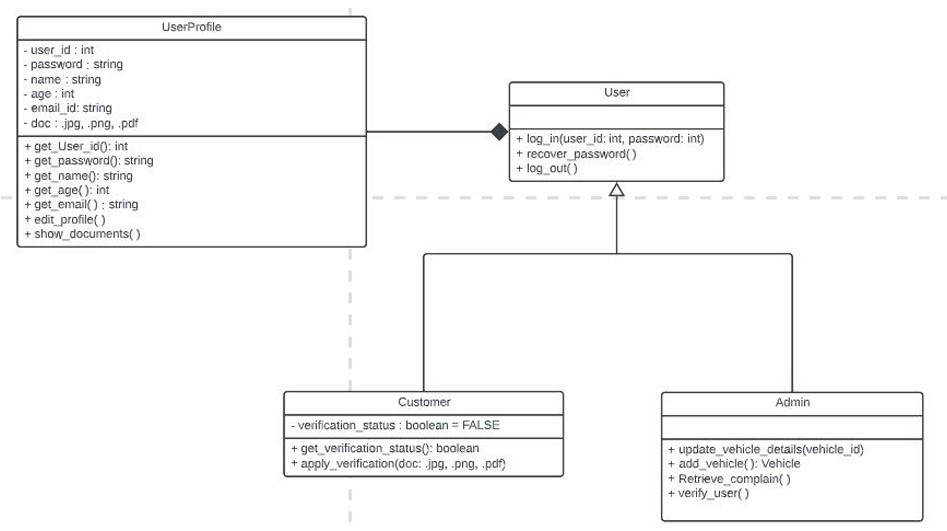 UserProfile
- user_id : int
- password : string
- name : string
- age : int
- email_id: string
- doc : .jpg, .png, .pdf
+ get_User_id(): int
+ get_password(): string
+ get_name(): string
+ get_age( ): int
+ get_email( ) : string
+ edit_profile( )
+ show_documents( )
User
+ log_in(user_id: int, password: int)
+ recover_password( )
+ log_out( )
Customer
- verification_status : boolean = FALSE
+ get_verification_status(): boolean
+ apply_verification(doc: .jpg, .png, .pdf)
Admin
+ update_vehicle_details(vehicle_id)
+ add_vehicle( ): Vehicle
+ Retrieve_complain( )
+ verify_user( )